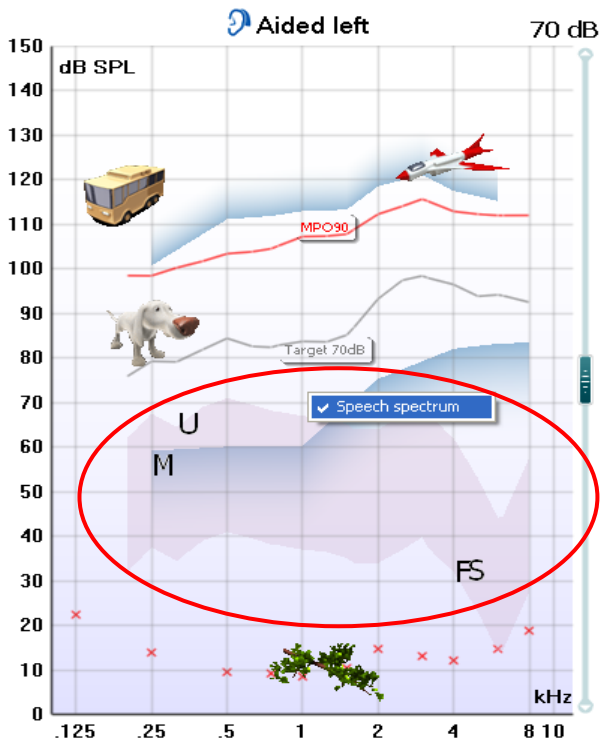 Aided left
70 dB
150
dB SPL
140
130
120
110
MPO90
100
90
Target 70dB
80
70
Speech spectrum
U
60
M
50
40
FS
30
20
10
kHz
0
.125 .25 .5 1 2 4 8 10